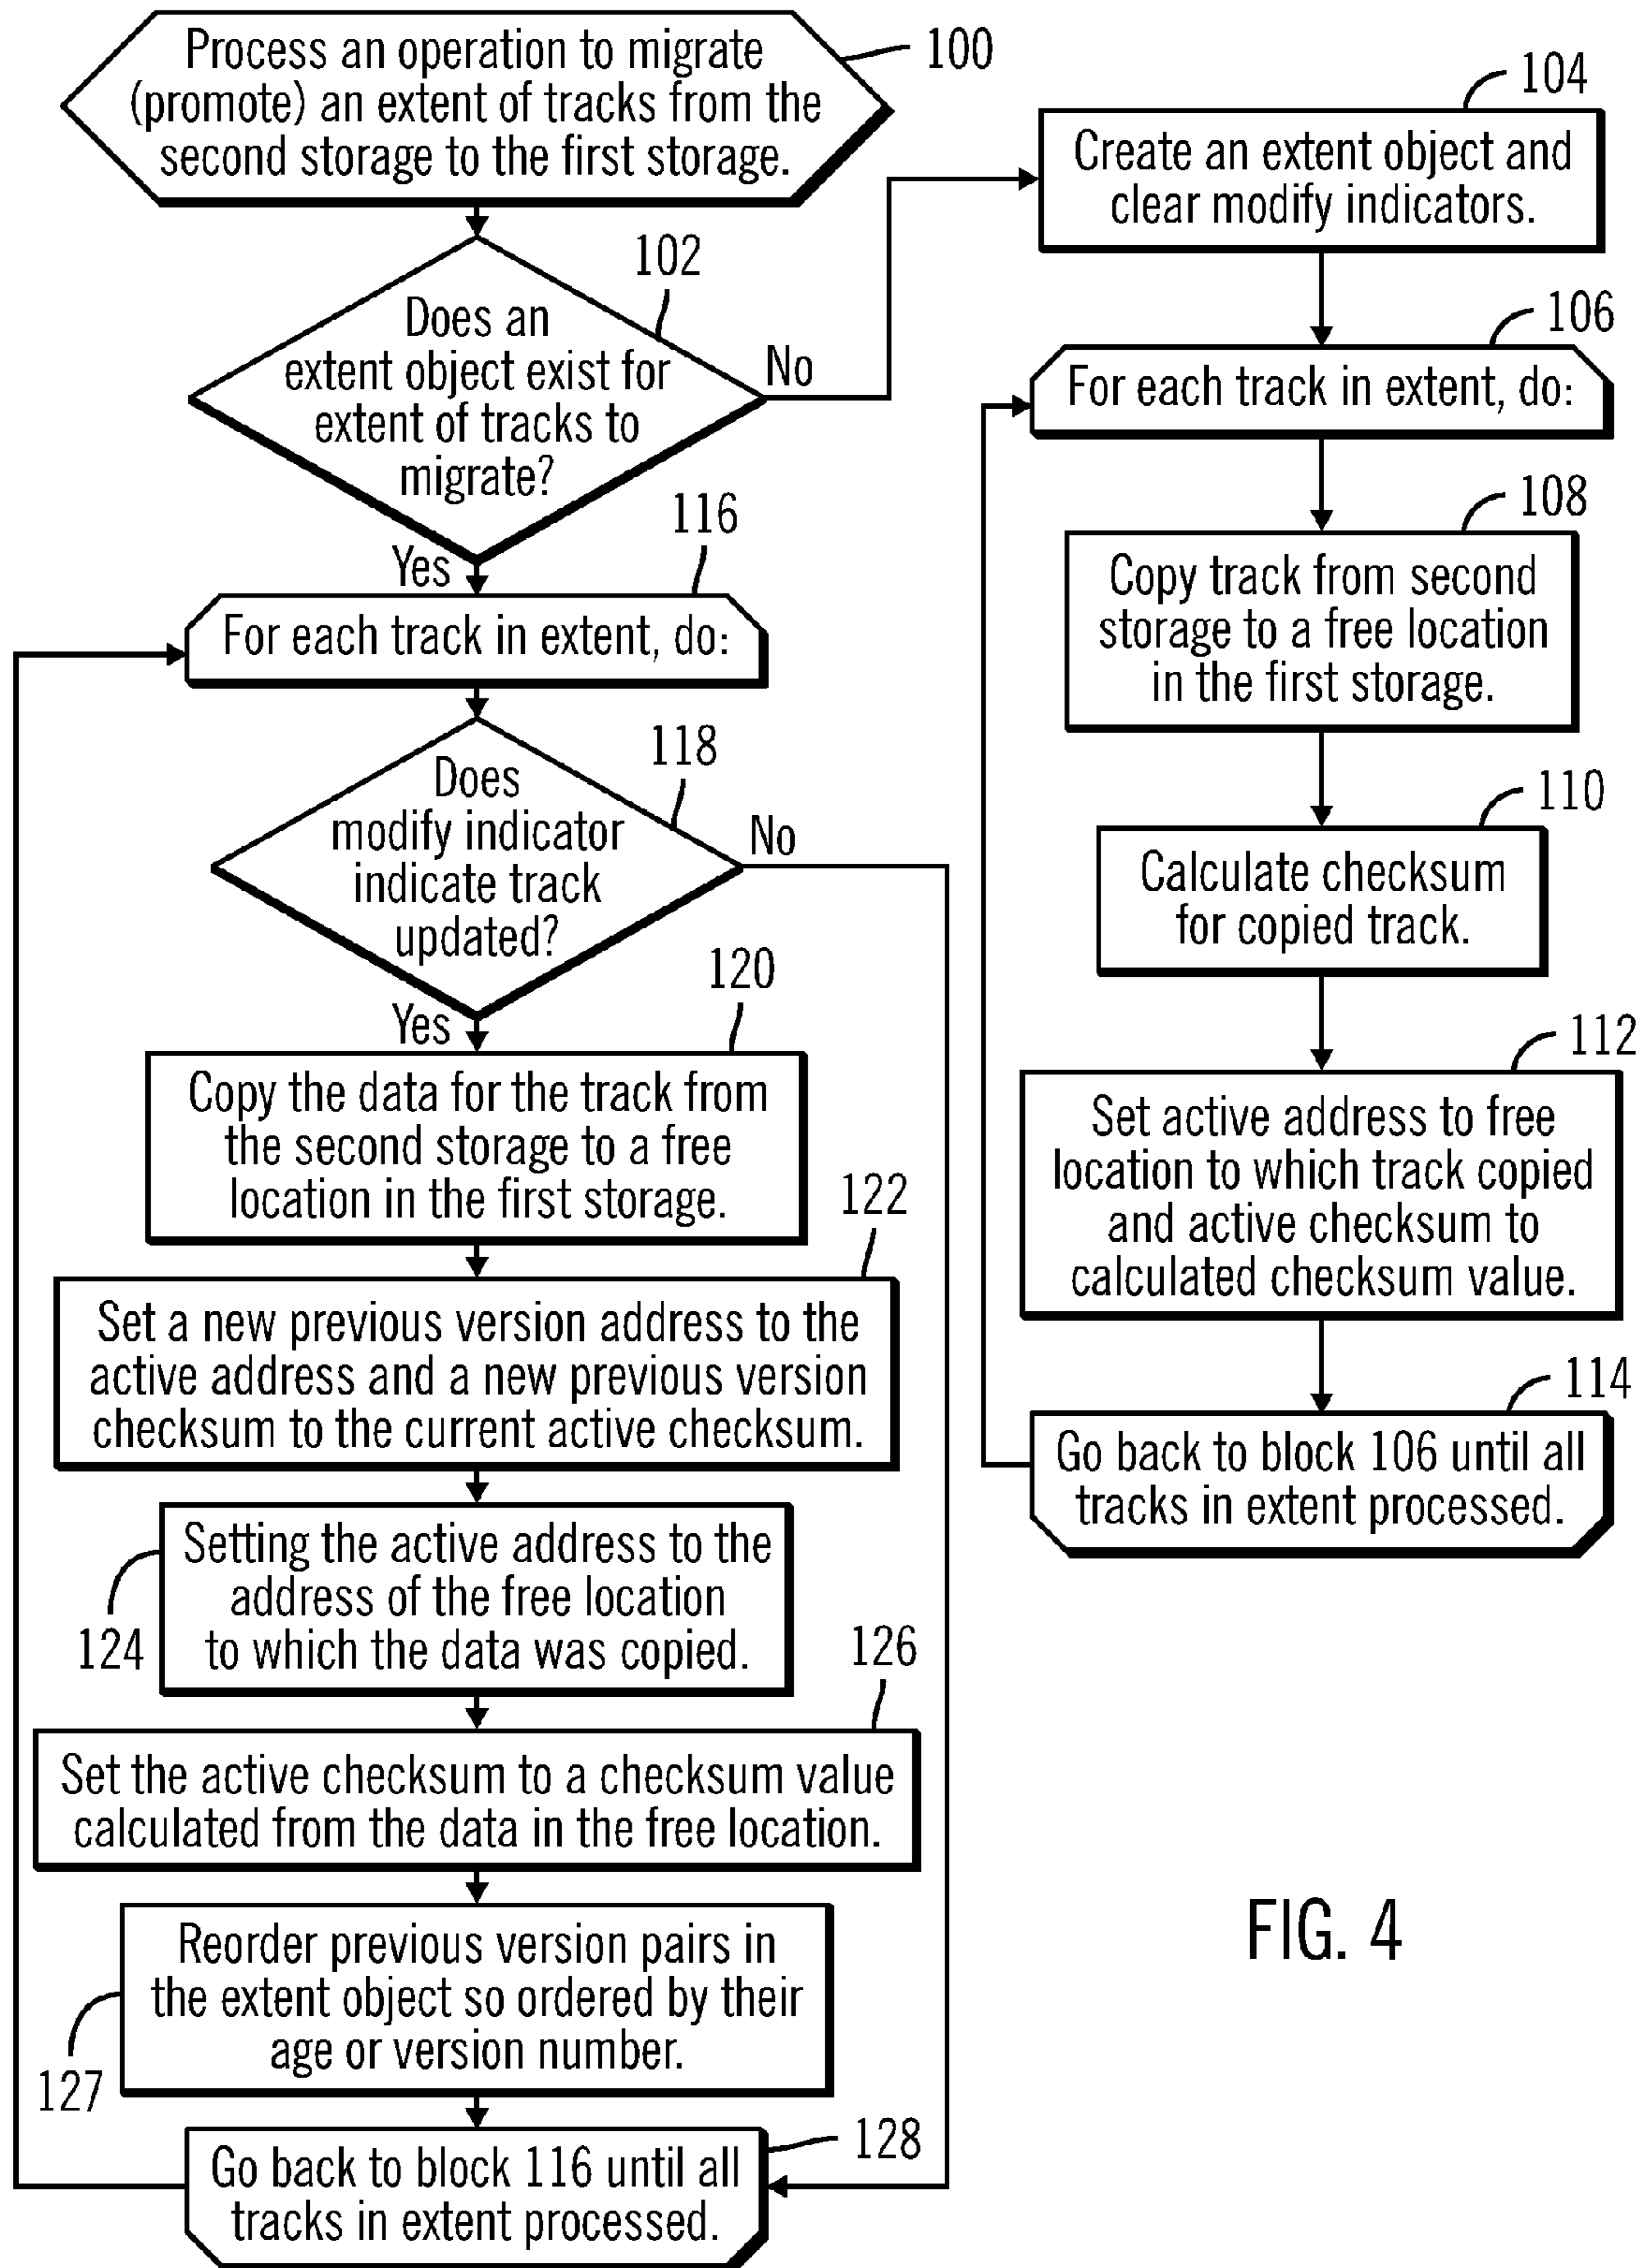 Process an operation to migrate
(promote) an extent of tracks from the
second storage to the first storage.
100
102
Does an
extent object exist for
extent of tracks to
migrate?
No
Yes
104
Create an extent object and
clear modify indicators.
106
For each track in extent, do:
108
Copy track from second
storage to a free location
in the first storage.
110
Calculate checksum
for copied track.
112
Set active address to free
location to which track copied
and active checksum to
calculated checksum value.
114
Go back to block 106 until all
tracks in extent processed.
116
For each track in extent, do:
118
Does
modify indicator
indicate track
updated?
No
Yes
120
Copy the data for the track from
the second storage to a free
location in the first storage.
122
Set a new previous version address to the
active address and a new previous version
checksum to the current active checksum.
Setting the active address to the
address of the free location
to which the data was copied.
124
126
Set the active checksum to a checksum value
calculated from the data in the free location.
Reorder previous version pairs in
the extent object so ordered by their
age or version number.
127
128
Go back to block 116 until all
tracks in extent processed.
FIG. 4